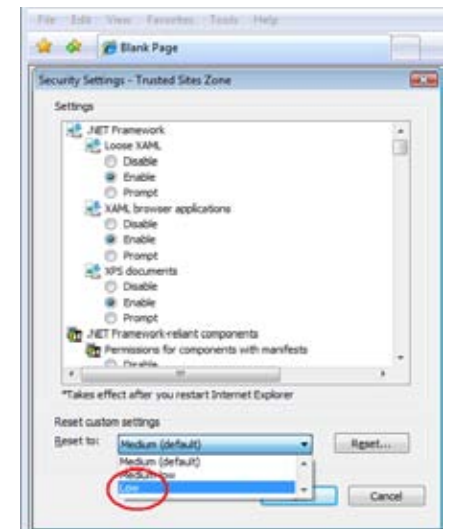 File Edit View Favorites Tools Help
Blank Page
Security Settings - Trusted Sites Zone
Settings
.NET Framework
Loose XAML
Disable
Enable
Prompt
XAML browser applications
Disable
Enable
Prompt
XPS documents
Disable
Enable
Prompt
.NET Framework-reliant components
Permissions for components with manifests
Disable
*Takes effect after you restart Internet Explorer
Reset custom settings
Reset to: Medium (default) Reset...
Medium (default)
Medium-low
Low
Cancel